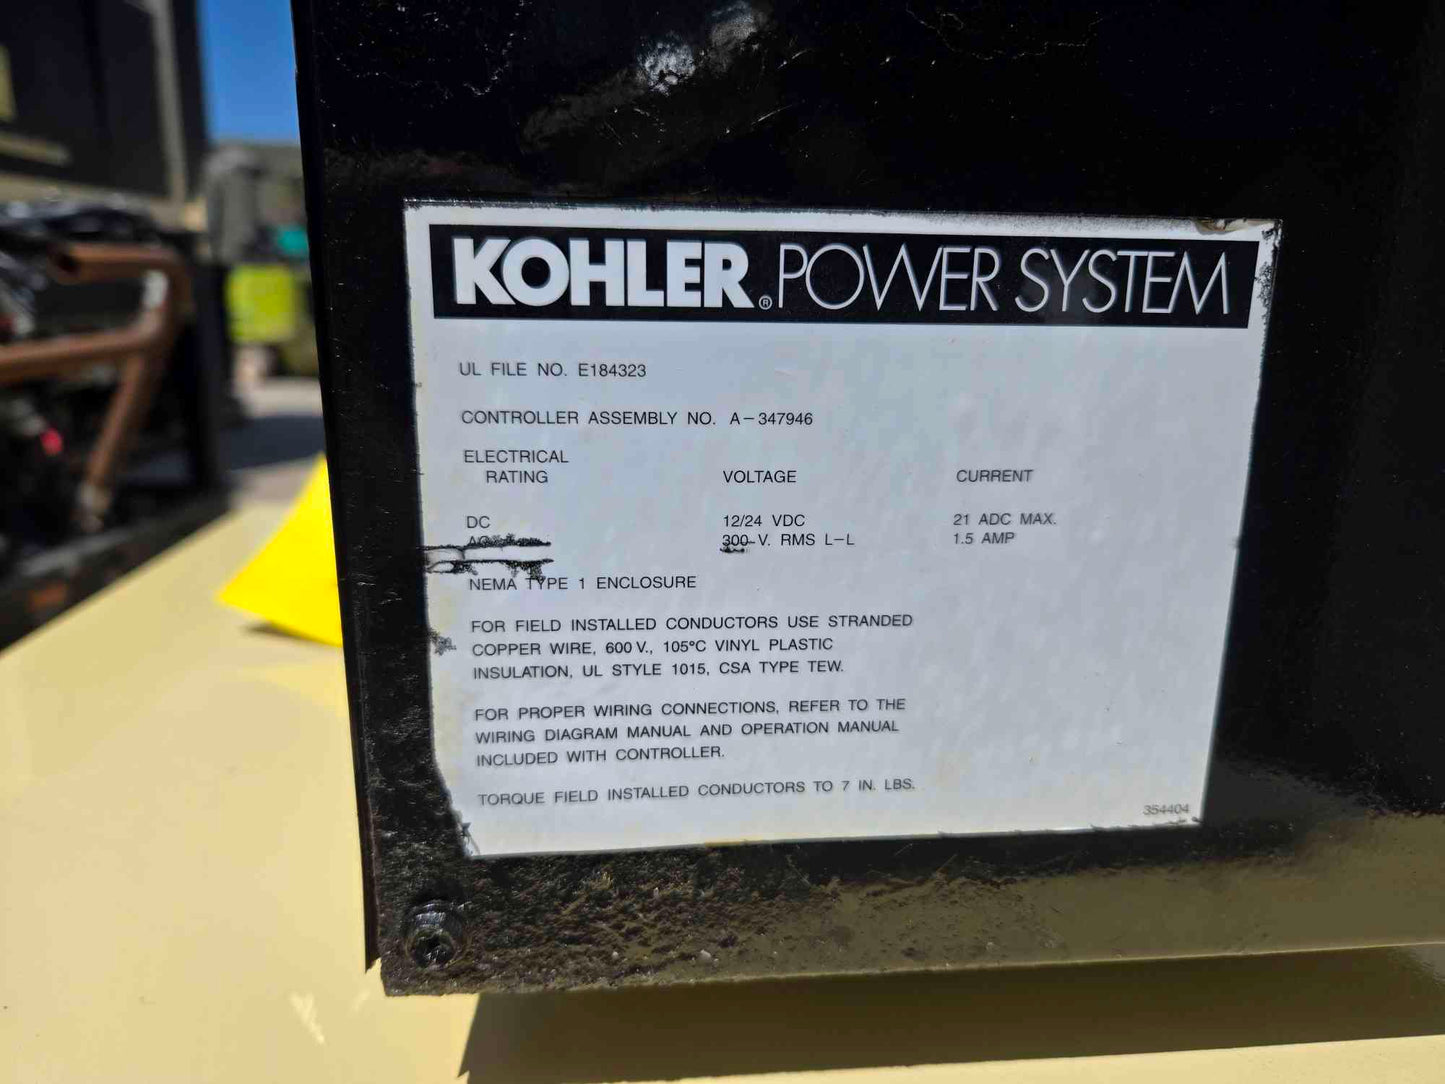 KOHLER® POWER SYSTEM
UL FILE NO. E184323
CONTROLLER ASSEMBLY NO. A-347946
ELECTRICAL
RATING VOLTAGE CURRENT
DC 12/24 VDC 21 ADC MAX.
AC 300 V. RMS L-L 1.5 AMP
NEMA TYPE 1 ENCLOSURE
FOR FIELD INSTALLED CONDUCTORS USE STRANDED
COPPER WIRE, 600 V., 105°C VINYL PLASTIC
INSULATION, UL STYLE 1015, CSA TYPE TEW.
FOR PROPER WIRING CONNECTIONS, REFER TO THE
WIRING DIAGRAM MANUAL AND OPERATION MANUAL
INCLUDED WITH CONTROLLER.
TORQUE FIELD INSTALLED CONDUCTORS TO 7 IN. LBS.
354404